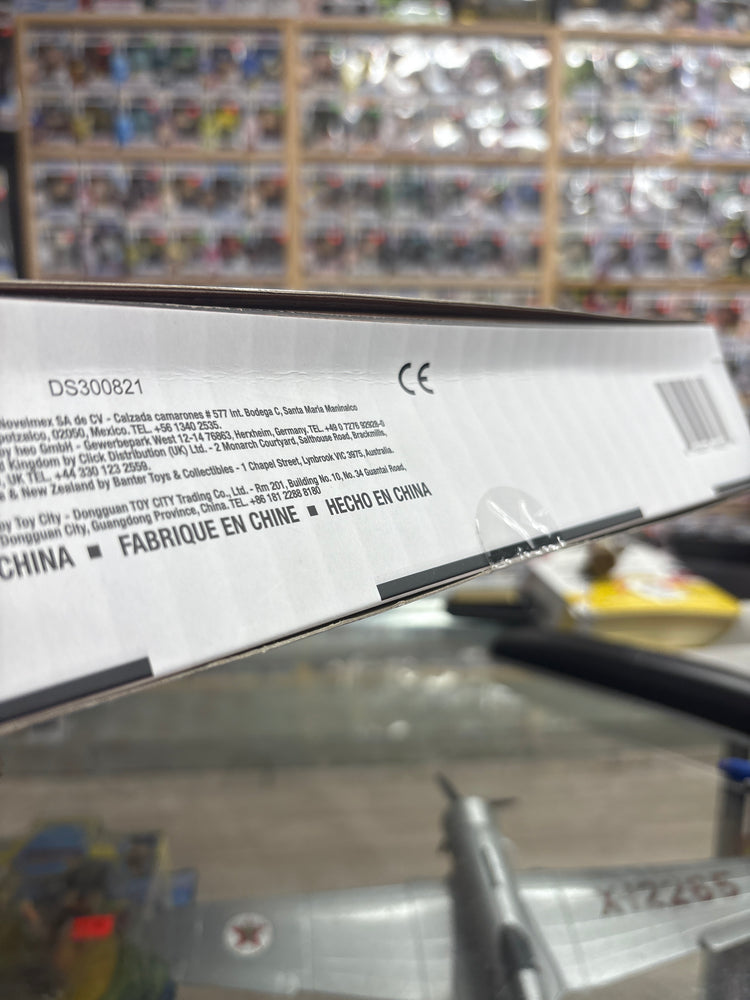 DS300821
CE
Novelmex SA de CV - Calzada camarones # 577 Int. Bodega C, Santa Maria Maninalco
potzalco, 02050, Mexico. TEL. +56 1340 2535.
by heo GmbH - Gewerbepark West 12-14 76863, Herxheim, Germany. TEL. +49 0 7276
d Kingdom by Click Distribution (UK) Ltd. - 2 Monarch Courtyard, Salthouse Road, Brackmills,
, UK TEL. +44 330 123 2559.
& New Zealand by Banter Toys & Collectibles - 1 Chapel Street, Lynbrook VIC 3975, Australia.
by Toy City - Dongguan TOY CITY Trading Co., Ltd. - Rm 201, Building No. 10, No. 34 Guantai Road,
Dongguan City, Guangdong Province, China. TEL. +86 181 2288 8180
CHINA ■ FABRIQUE EN CHINE ■ HECHO EN CHINA